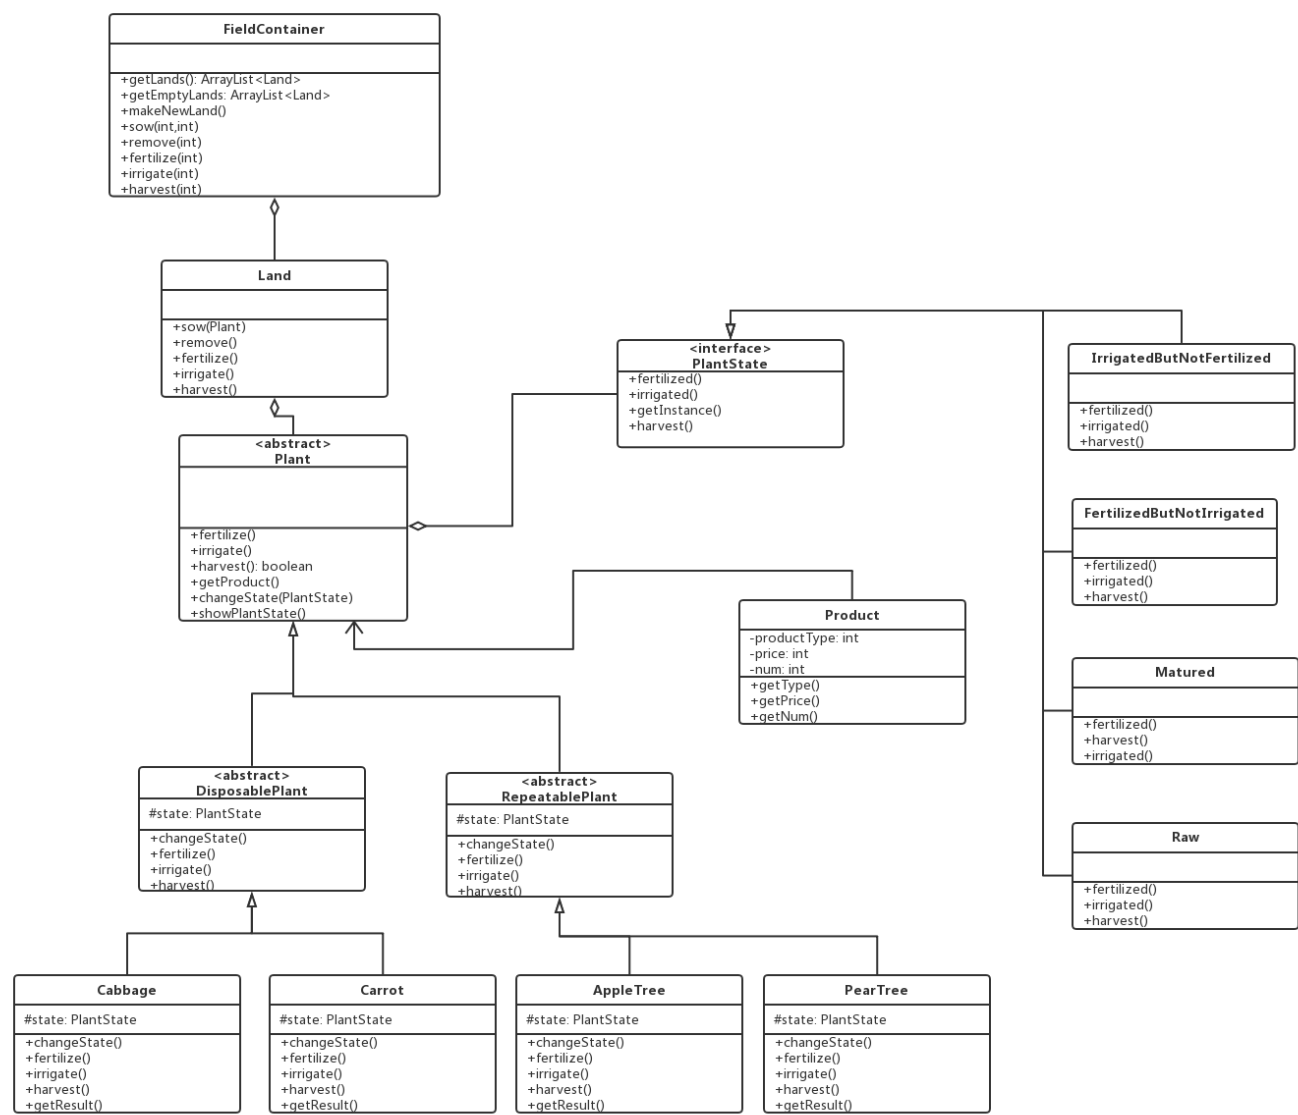 FieldContainer
+getLands(): ArrayList<Land>
+getEmptyLands: ArrayList<Land>
+makeNewLand()
+sow(int,int)
+remove(int)
+fertilize(int)
+irrigate(int)
+harvest(int)
Land
+sow(Plant)
+remove()
+fertilize()
+irrigate()
+harvest()
<abstract>
Plant
+fertilize()
+irrigate()
+harvest(): boolean
+getProduct()
+changeState(PlantState)
+showPlantState()
<interface>
PlantState
+fertilized()
+irrigated()
+getInstance()
+harvest()
IrrigatedButNotFertilized
+fertilized()
+irrigated()
+harvest()
FertilizedButNotIrrigated
+fertilized()
+irrigated()
+harvest()
Product
-productType: int
-price: int
-num: int
+getType()
+getPrice()
+getNum()
Matured
+fertilized()
+harvest()
+irrigated()
<abstract>
DisposablePlant
#state: PlantState
+changeState()
+fertilize()
+irrigate()
+harvest()
<abstract>
RepeatablePlant
#state: PlantState
+changeState()
+fertilize()
+irrigate()
+harvest()
Raw
+fertilized()
+irrigated()
+harvest()
Cabbage
#state: PlantState
+changeState()
+fertilize()
+irrigate()
+harvest()
+getResult()
Carrot
#state: PlantState
+changeState()
+fertilize()
+irrigate()
+harvest()
+getResult()
AppleTree
#state: PlantState
+changeState()
+fertilize()
+irrigate()
+harvest()
+getResult()
PearTree
#state: PlantState
+changeState()
+fertilize()
+irrigate()
+harvest()
+getResult()